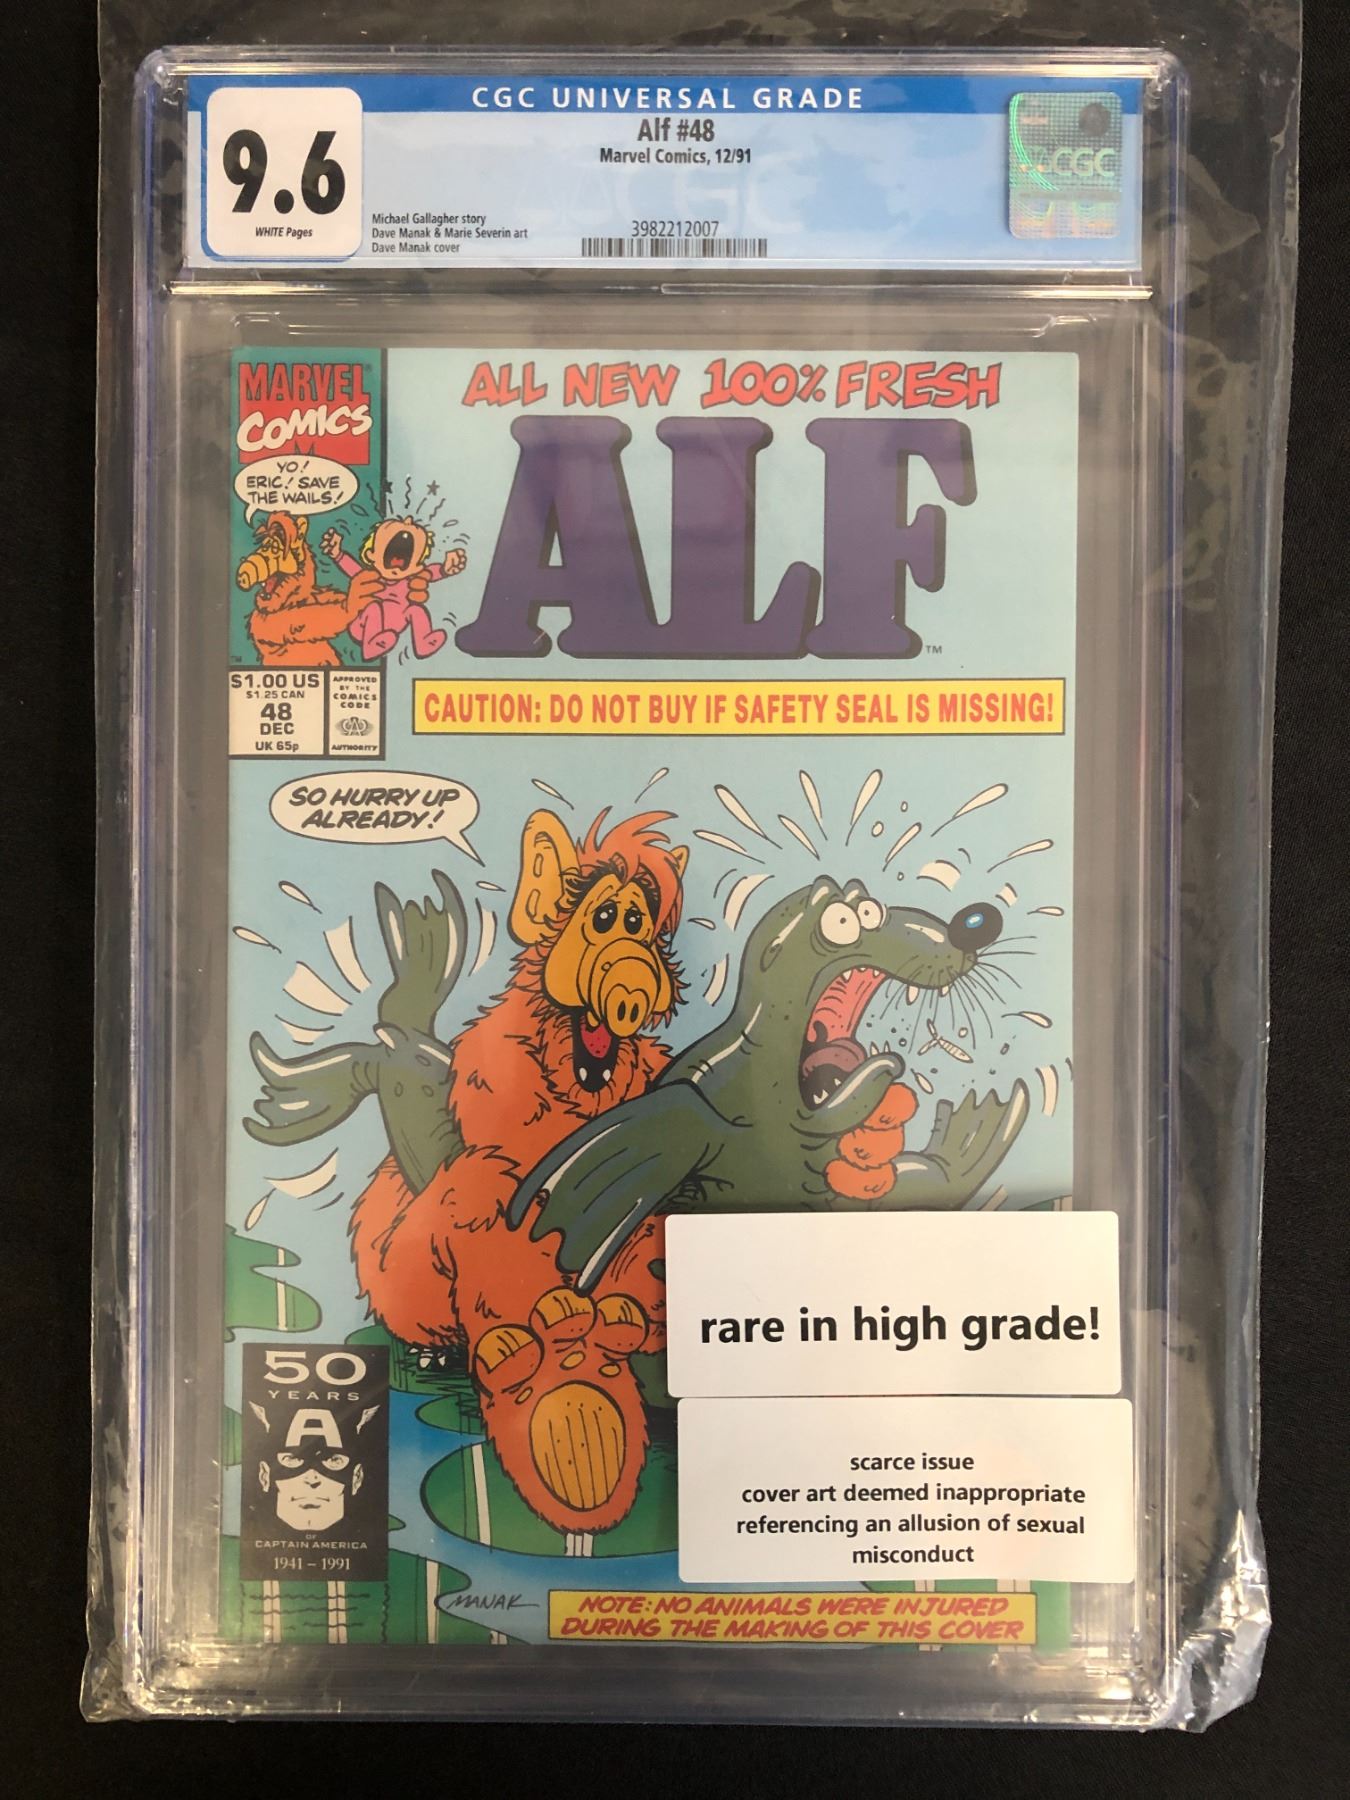 CGC UNIVERSAL GRADE
9.6
WHITE Pages
Alf #48
Marvel Comics, 12/91
Michael Gallagher story
Dave Manak & Marie Severin art
Dave Manak cover
3982212007
CGC
CGC
MARVEL
COMICS
YO!
ERIC! SAVE
THE WAILS!
TM
ALL NEW 100% FRESH
ALF
TM
$1.00 US
$1.25 CAN
48
DEC
UK 65p
APPROVED
BY THE
COMICS
CODE
AUTHORITY
CAUTION: DO NOT BUY IF SAFETY SEAL IS MISSING!
SO HURRY UP
ALREADY!
rare in high grade!
scarce issue
cover art deemed inappropriate
referencing an allusion of sexual
misconduct
50
YEARS
A
OF
CAPTAIN AMERICA
1941 – 1991
MANAK
NOTE: NO ANIMALS WERE INJURED
DURING THE MAKING OF THIS COVER